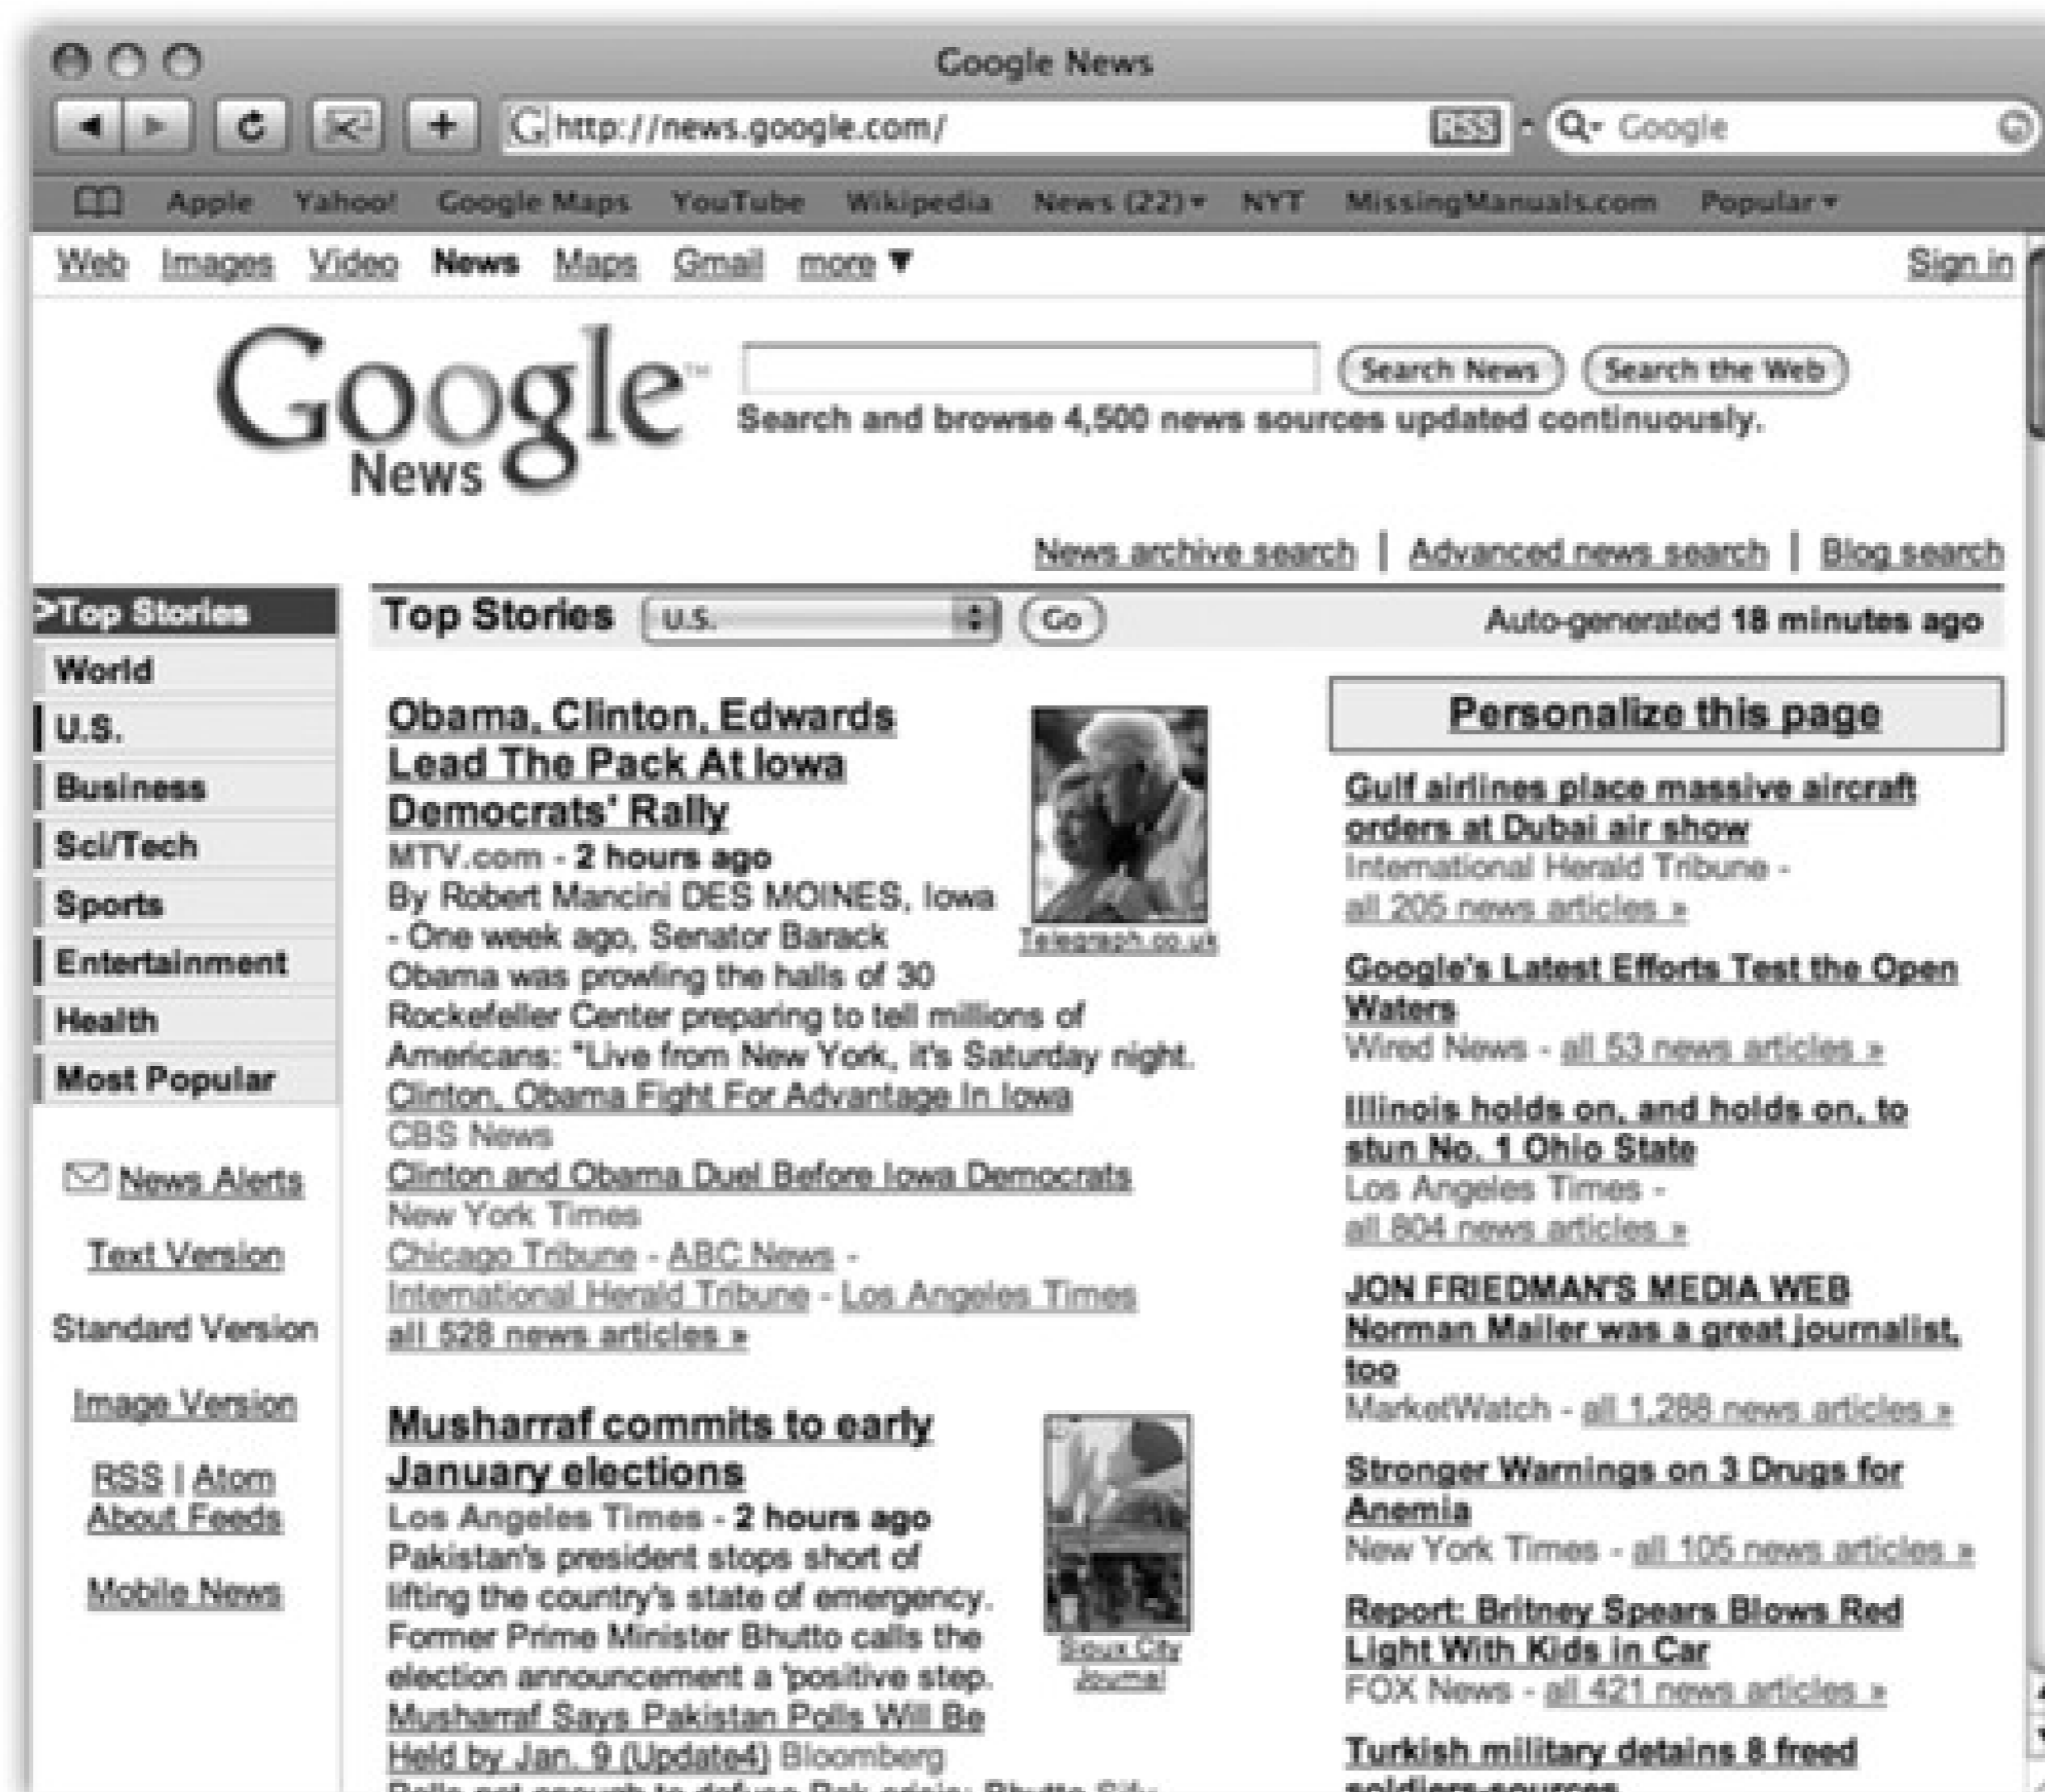 Google News
http://news.google.com/ RSS Google
Apple Yahoo! Google Maps YouTube Wikipedia News (22) NYT MissingManuals.com Popular
Web Images Video News Maps Gmail more ▼ Sign in
Google™
News
Search News Search the Web
Search and browse 4,500 news sources updated continuously.
News archive search | Advanced news search | Blog search
>Top Stories
World
U.S.
Business
Sci/Tech
Sports
Entertainment
Health
Most Popular
News Alerts
Text Version
Standard Version
Image Version
RSS | Atom
About Feeds
Mobile News
Top Stories U.S. Go Auto-generated 18 minutes ago
Obama, Clinton, Edwards
Lead The Pack At Iowa
Democrats' Rally
MTV.com - 2 hours ago
By Robert Mancini DES MOINES, Iowa
- One week ago, Senator Barack
Obama was prowling the halls of 30
Rockefeller Center preparing to tell millions of
Americans: "Live from New York, it's Saturday night.
Telegraph.co.uk
Clinton, Obama Fight For Advantage In Iowa
CBS News
Clinton and Obama Duel Before Iowa Democrats
New York Times
Chicago Tribune - ABC News -
International Herald Tribune - Los Angeles Times
all 528 news articles »
Musharraf commits to early
January elections
Los Angeles Times - 2 hours ago
Pakistan's president stops short of
lifting the country's state of emergency.
Former Prime Minister Bhutto calls the
election announcement a 'positive step.
Sioux City
Journal
Musharraf Says Pakistan Polls Will Be
Held by Jan. 9 (Update4) Bloomberg
Personalize this page
Gulf airlines place massive aircraft
orders at Dubai air show
International Herald Tribune -
all 205 news articles »
Google's Latest Efforts Test the Open
Waters
Wired News - all 53 news articles »
Illinois holds on, and holds on, to
stun No. 1 Ohio State
Los Angeles Times -
all 804 news articles »
JON FRIEDMAN'S MEDIA WEB
Norman Mailer was a great journalist,
too
MarketWatch - all 1,288 news articles »
Stronger Warnings on 3 Drugs for
Anemia
New York Times - all 105 news articles »
Report: Britney Spears Blows Red
Light With Kids in Car
FOX News - all 421 news articles »
Turkish military detains 8 freed